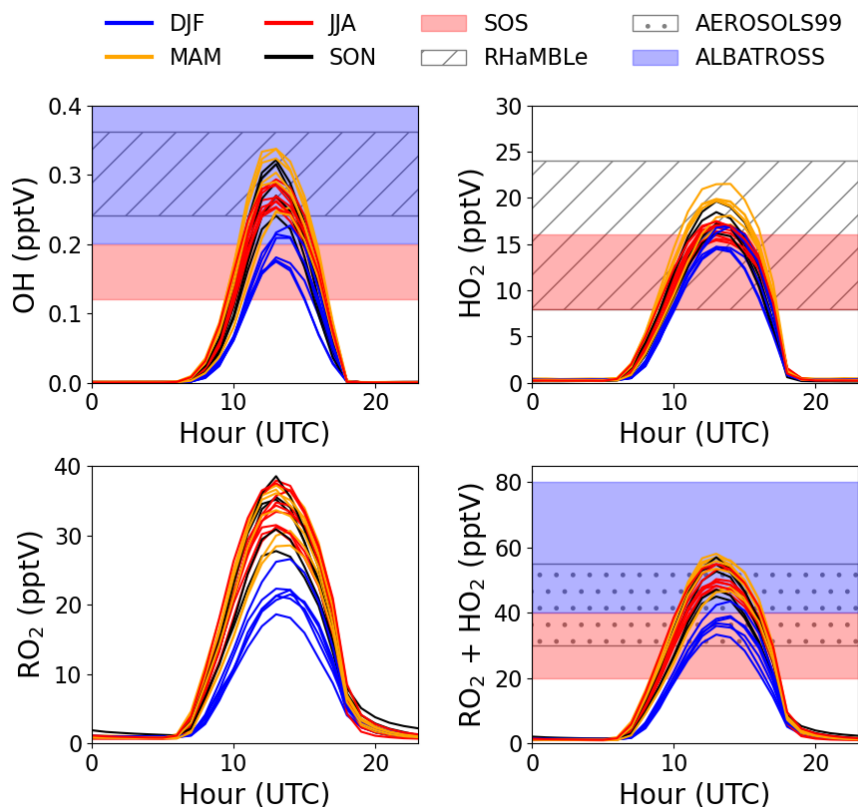 DJF JJA SOS AEROSOLS99
MAM SON RHaMBLe ALBATROSS
OH (pptV)
0.4
0.3
0.2
0.1
0.0
0 10 20
Hour (UTC)
HO₂ (pptV)
30
25
20
15
10
5
0
0 10 20
Hour (UTC)
RO₂ (pptV)
40
30
20
10
0
0 10 20
Hour (UTC)
RO₂ + HO₂ (pptV)
80
60
40
20
0
0 10 20
Hour (UTC)